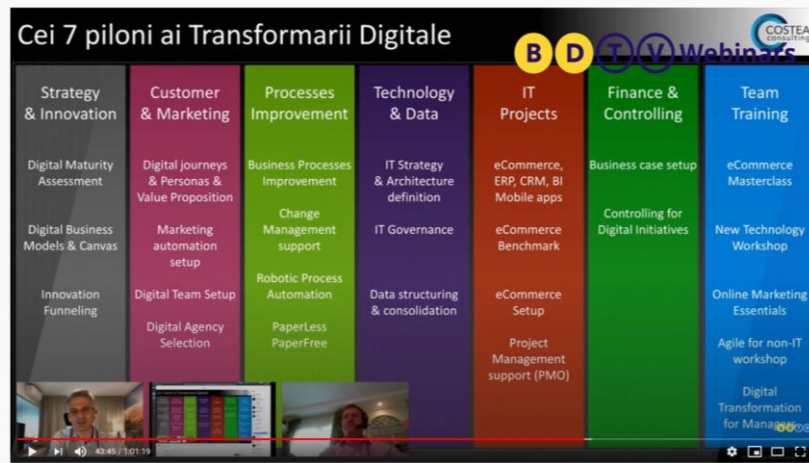 Cei 7 piloni ai Transformarii Digitale
COSTEA
consulting
B D T V Webinars
Strategy
& Innovation
Digital Maturity
Assessment
Digital Business
Models & Canvas
Innovation
Funneling
Customer
& Marketing
Digital journeys
& Personas &
Value Proposition
Marketing
automation
setup
Digital Team Setup
Digital Agency
Selection
Processes
Improvement
Business Processes
Improvement
Change
Management
support
Robotic Process
Automation
PaperLess
PaperFree
Technology
& Data
IT Strategy
& Architecture
definition
IT Governance
Data structuring
& consolidation
IT
Projects
eCommerce,
ERP, CRM, BI
Mobile apps
eCommerce
Benchmark
eCommerce
Setup
Project
Management
support (PMO)
Finance &
Controlling
Business case setup
Controlling for
Digital Initiatives
Team
Training
eCommerce
Masterclass
New Technology
Workshop
Online Marketing
Essentials
Agile for non-IT
workshop
Digital
Transformation
for Managers
43:45 / 1:01:19